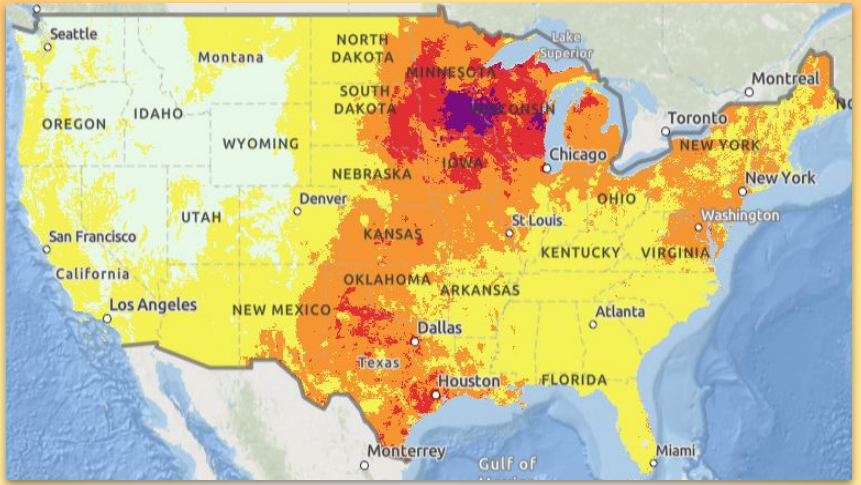 Seattle
Montana
NORTH
DAKOTA
Lake
Superior
MINNESOTA
Montreal
SOUTH
DAKOTA
WISCONSIN
OREGON
IDAHO
Toronto
NO
WYOMING
NEW YORK
Chicago
IOWA
NEBRASKA
New York
Denver
OHIO
UTAH
St Louis
Washington
San Francisco
KANSAS
KENTUCKY
VIRGINIA
California
OKLAHOMA
ARKANSAS
Los Angeles
NEW MEXICO
Atlanta
Dallas
Texas
Houston
FLORIDA
Monterrey
Miami
Gulf of